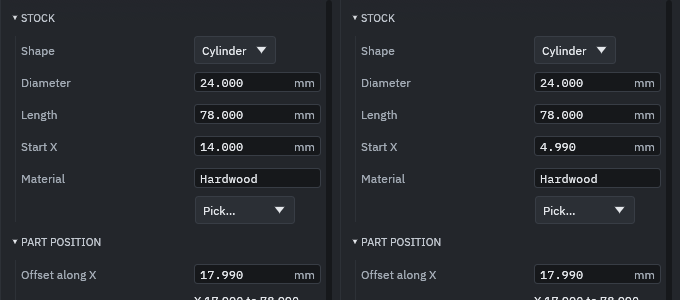 ▾ STOCK
Shape Cylinder ▼
Diameter 24.000 mm
Length 78.000 mm
Start X 14.000 mm
Material Hardwood
Pick... ▼
▾ PART POSITION
Offset along X 17.990 mm
▾ STOCK
Shape Cylinder ▼
Diameter 24.000 mm
Length 78.000 mm
Start X 4.990 mm
Material Hardwood
Pick... ▼
▾ PART POSITION
Offset along X 17.990 mm